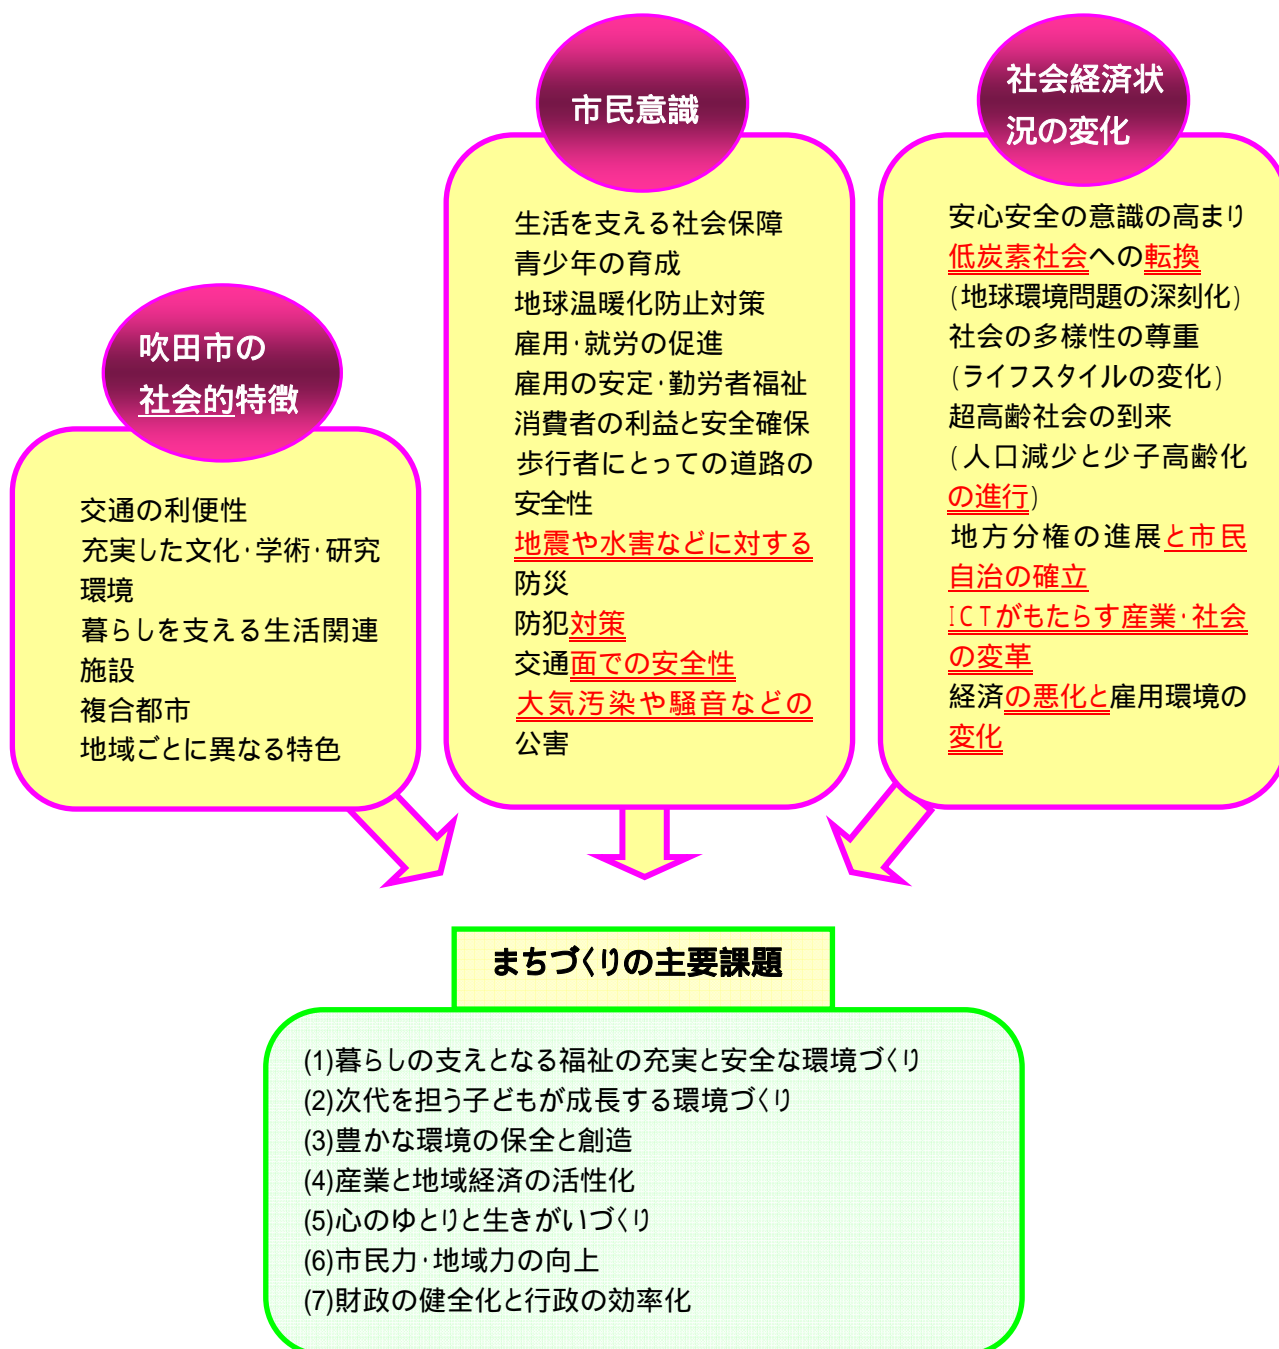 吹田市の
社会的特徴
交通の利便性
充実した文化・学術・研究
環境
暮らしを支える生活関連
施設
複合都市
地域ごとに異なる特色
市民意識
生活を支える社会保障
青少年の育成
地球温暖化防止対策
雇用・就労の促進
雇用の安定・勤労者福祉
消費者の利益と安全確保
歩行者にとっての道路の
安全性
地震や水害などに対する
防災
防犯対策
交通面での安全性
大気汚染や騒音などの
公害
社会経済状
況の変化
安心安全の意識の高まり
低炭素社会への転換
(地球環境問題の深刻化)
社会の多様性の尊重
(ライフスタイルの変化)
超高齢社会の到来
(人口減少と少子高齢化
の進行)
地方分権の進展と市民
自治の確立
ICTがもたらす産業・社会
の変革
経済の悪化と雇用環境の
変化
まちづくりの主要課題
(1)暮らしの支えとなる福祉の充実と安全な環境づくり
(2)次代を担う子どもが成長する環境づくり
(3)豊かな環境の保全と創造
(4)産業と地域経済の活性化
(5)心のゆとりと生きがいづくり
(6)市民力・地域力の向上
(7)財政の健全化と行政の効率化